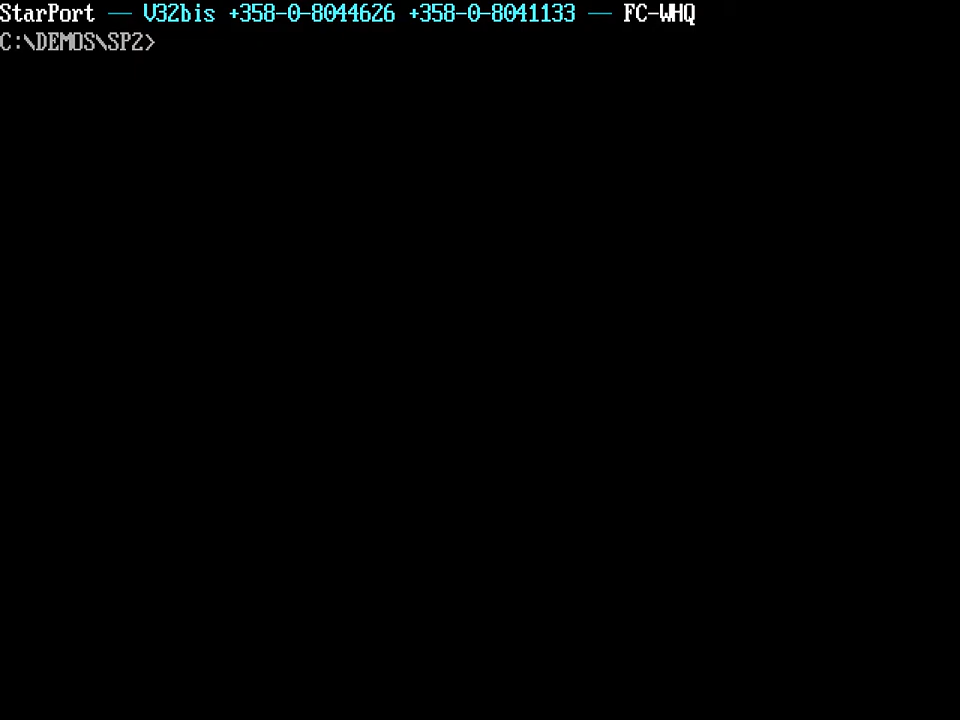 StarPort — V32bis +358-0-8044626 +358-0-8041133 — FC-WHQ
C:\DEMOS\SP2>